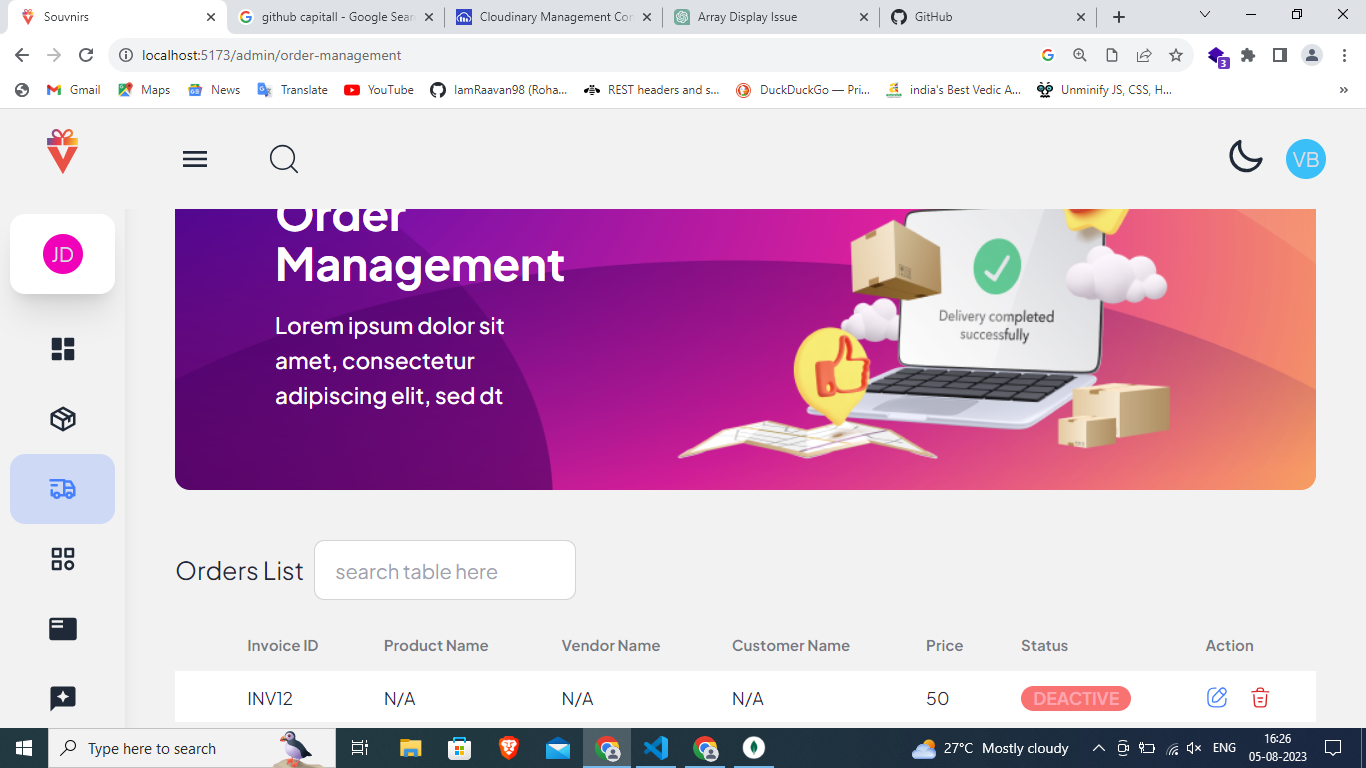 Souvnirs
github capitall - Google Sear
Cloudinary Management Con
Array Display Issue
GitHub
localhost:5173/admin/order-management
3
Gmail
Maps
News
Translate
YouTube
IamRaavan98 (Roha...
REST headers and s...
DuckDuckGo — Pri...
india's Best Vedic A...
Unminify JS, CSS, H...
VB
JD
Order
Management
Lorem ipsum dolor sit
amet, consectetur
adipiscing elit, sed dt
Delivery completed
successfully
Orders List
search table here
Invoice ID Product Name Vendor Name Customer Name Price Status Action
INV12 N/A N/A N/A 50 DEACTIVE
Type here to search
27°C Mostly cloudy
ENG
16:26
05-08-2023